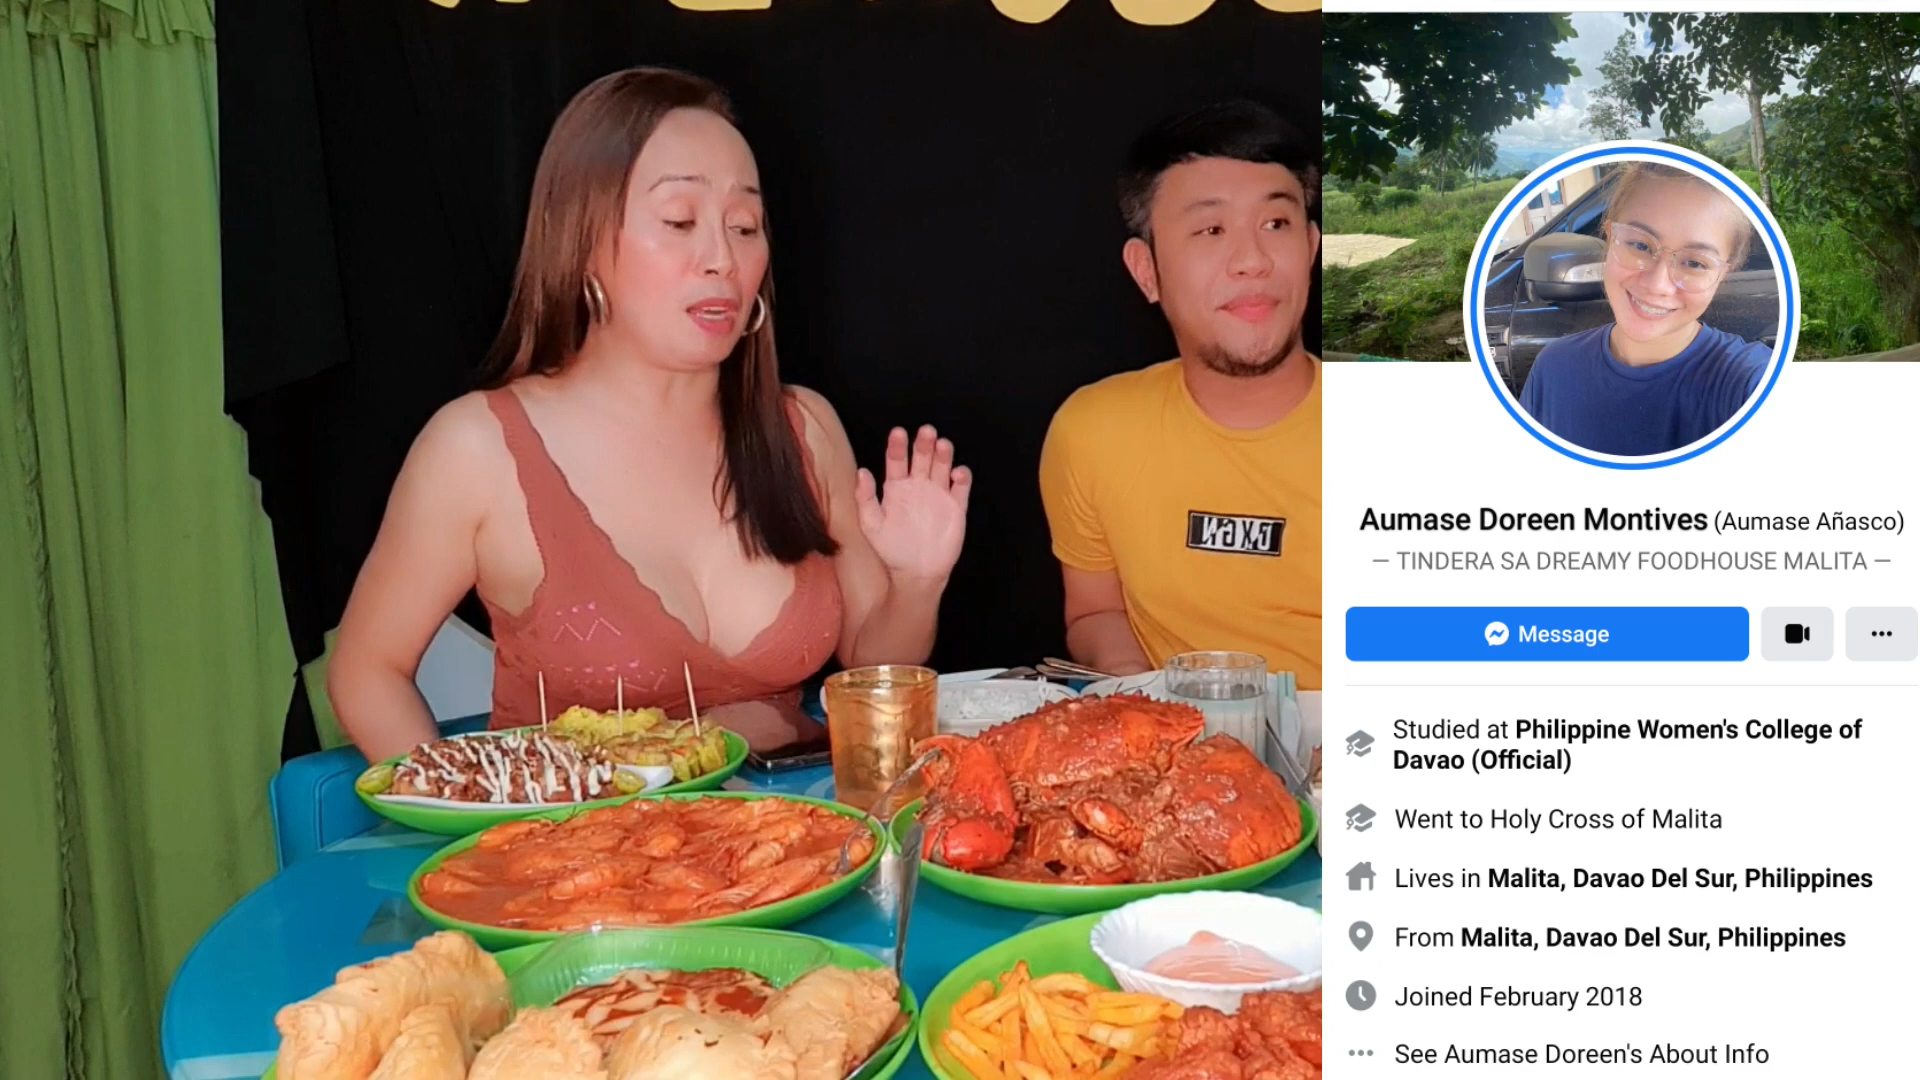 Aumase Doreen Montives (Aumase Añasco)
— TINDERA SA DREAMY FOODHOUSE MALITA —
Message
Studied at Philippine Women's College of
Davao (Official)
Went to Holy Cross of Malita
Lives in Malita, Davao Del Sur, Philippines
From Malita, Davao Del Sur, Philippines
Joined February 2018
See Aumase Doreen's About Info